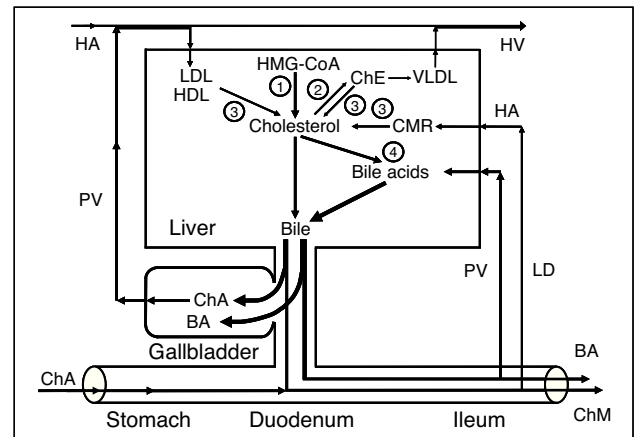 HA
HV
HMG-CoA
LDL
HDL
1
2
ChE
VLDL
3
3
3
Cholesterol
CMR
HA
4
Bile acids
PV
Liver
Bile
PV
LD
ChA
BA
Gallbladder
BA
ChA
ChM
Stomach
Duodenum
Ileum